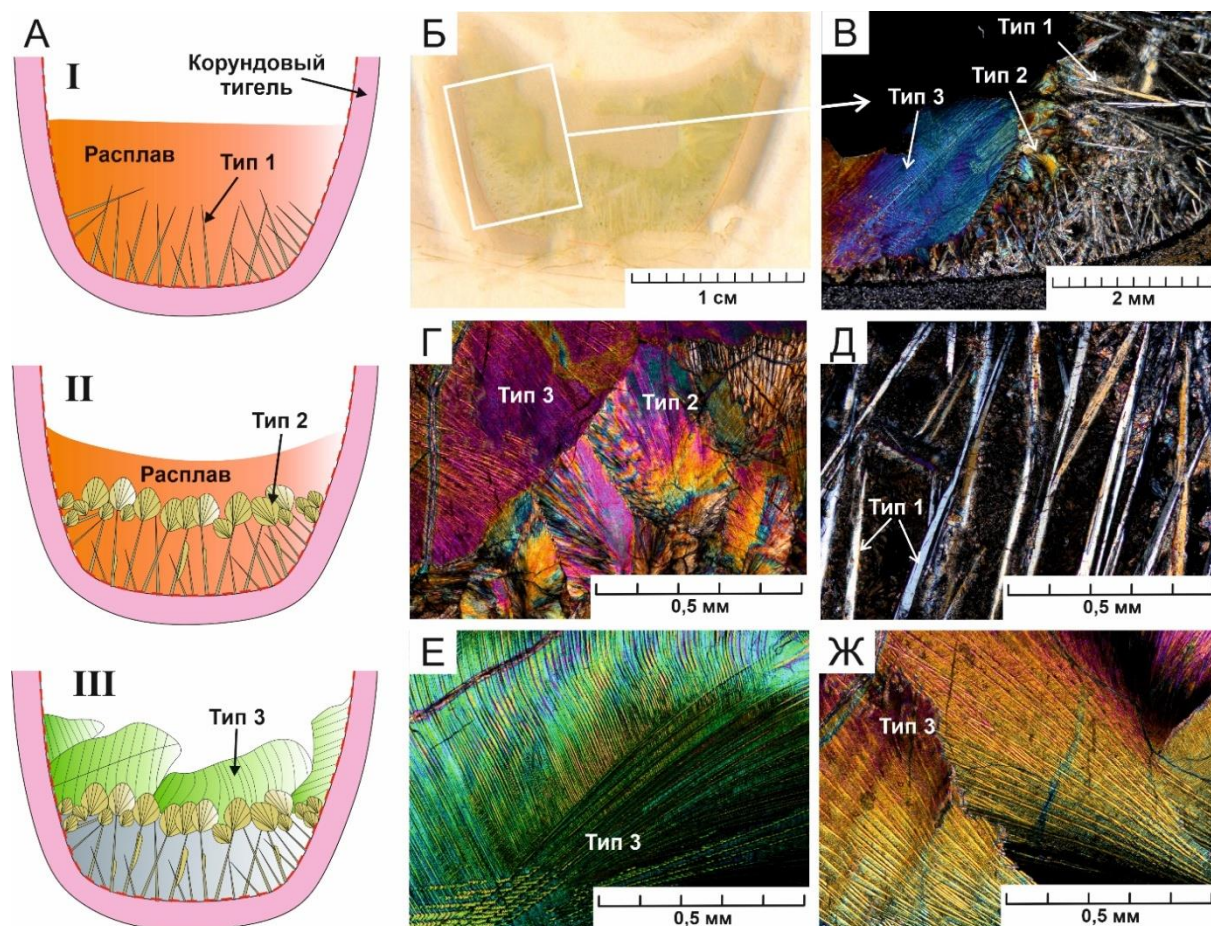 А
I
Корундовый
тигель
Расплав
Тип 1
II
Тип 2
Расплав
III
Тип 3
Б
1 см
В
Тип 1
Тип 2
Тип 3
2 мм
Г
Тип 3
Тип 2
0,5 мм
Д
Тип 1
0,5 мм
Е
Тип 3
0,5 мм
Ж
Тип 3
0,5 мм